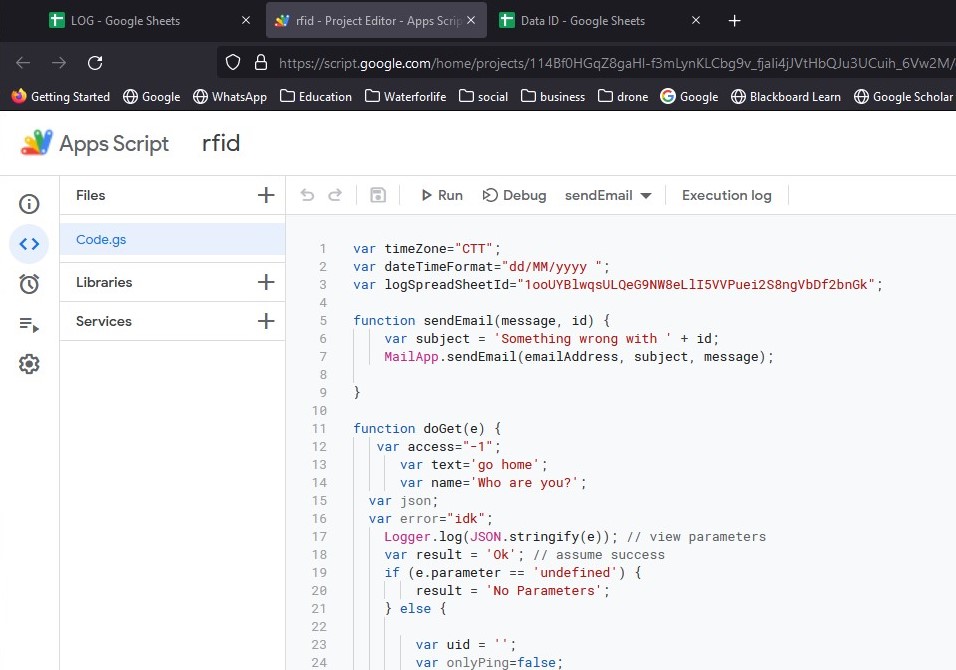 LOG - Google Sheets
rfid - Project Editor - Apps Scrip
Data ID - Google Sheets
https://script.google.com/home/projects/114Bf0HGqZ8gaHl-f3mLynKLCbg9v_fjaIi4jJVtHbQJu3UCuih_6Vw2M/
Getting Started Google WhatsApp Education Waterforlife social business drone Google Blackboard Learn Google Scholar
Apps Script rfid
Files
Run Debug sendEmail Execution log
Code.gs
Libraries
Services
1 var timeZone="CTT";
2 var dateTimeFormat="dd/MM/yyyy ";
3 var logSpreadSheetId="1ooUYBlwqsULQeG9NW8eLlI5VVPuei2S8ngVbDf2bnGk";
4
5 function sendEmail(message, id) {
6 var subject = 'Something wrong with ' + id;
7 MailApp.sendEmail(emailAddress, subject, message);
8
9 }
10
11 function doGet(e) {
12 var access="-1";
13 var text='go home';
14 var name='Who are you?';
15 var json;
16 var error="idk";
17 Logger.log(JSON.stringify(e)); // view parameters
18 var result = 'Ok'; // assume success
19 if (e.parameter == 'undefined') {
20 result = 'No Parameters';
21 } else {
22
23 var uid = '';
24 var onlyPing=false;